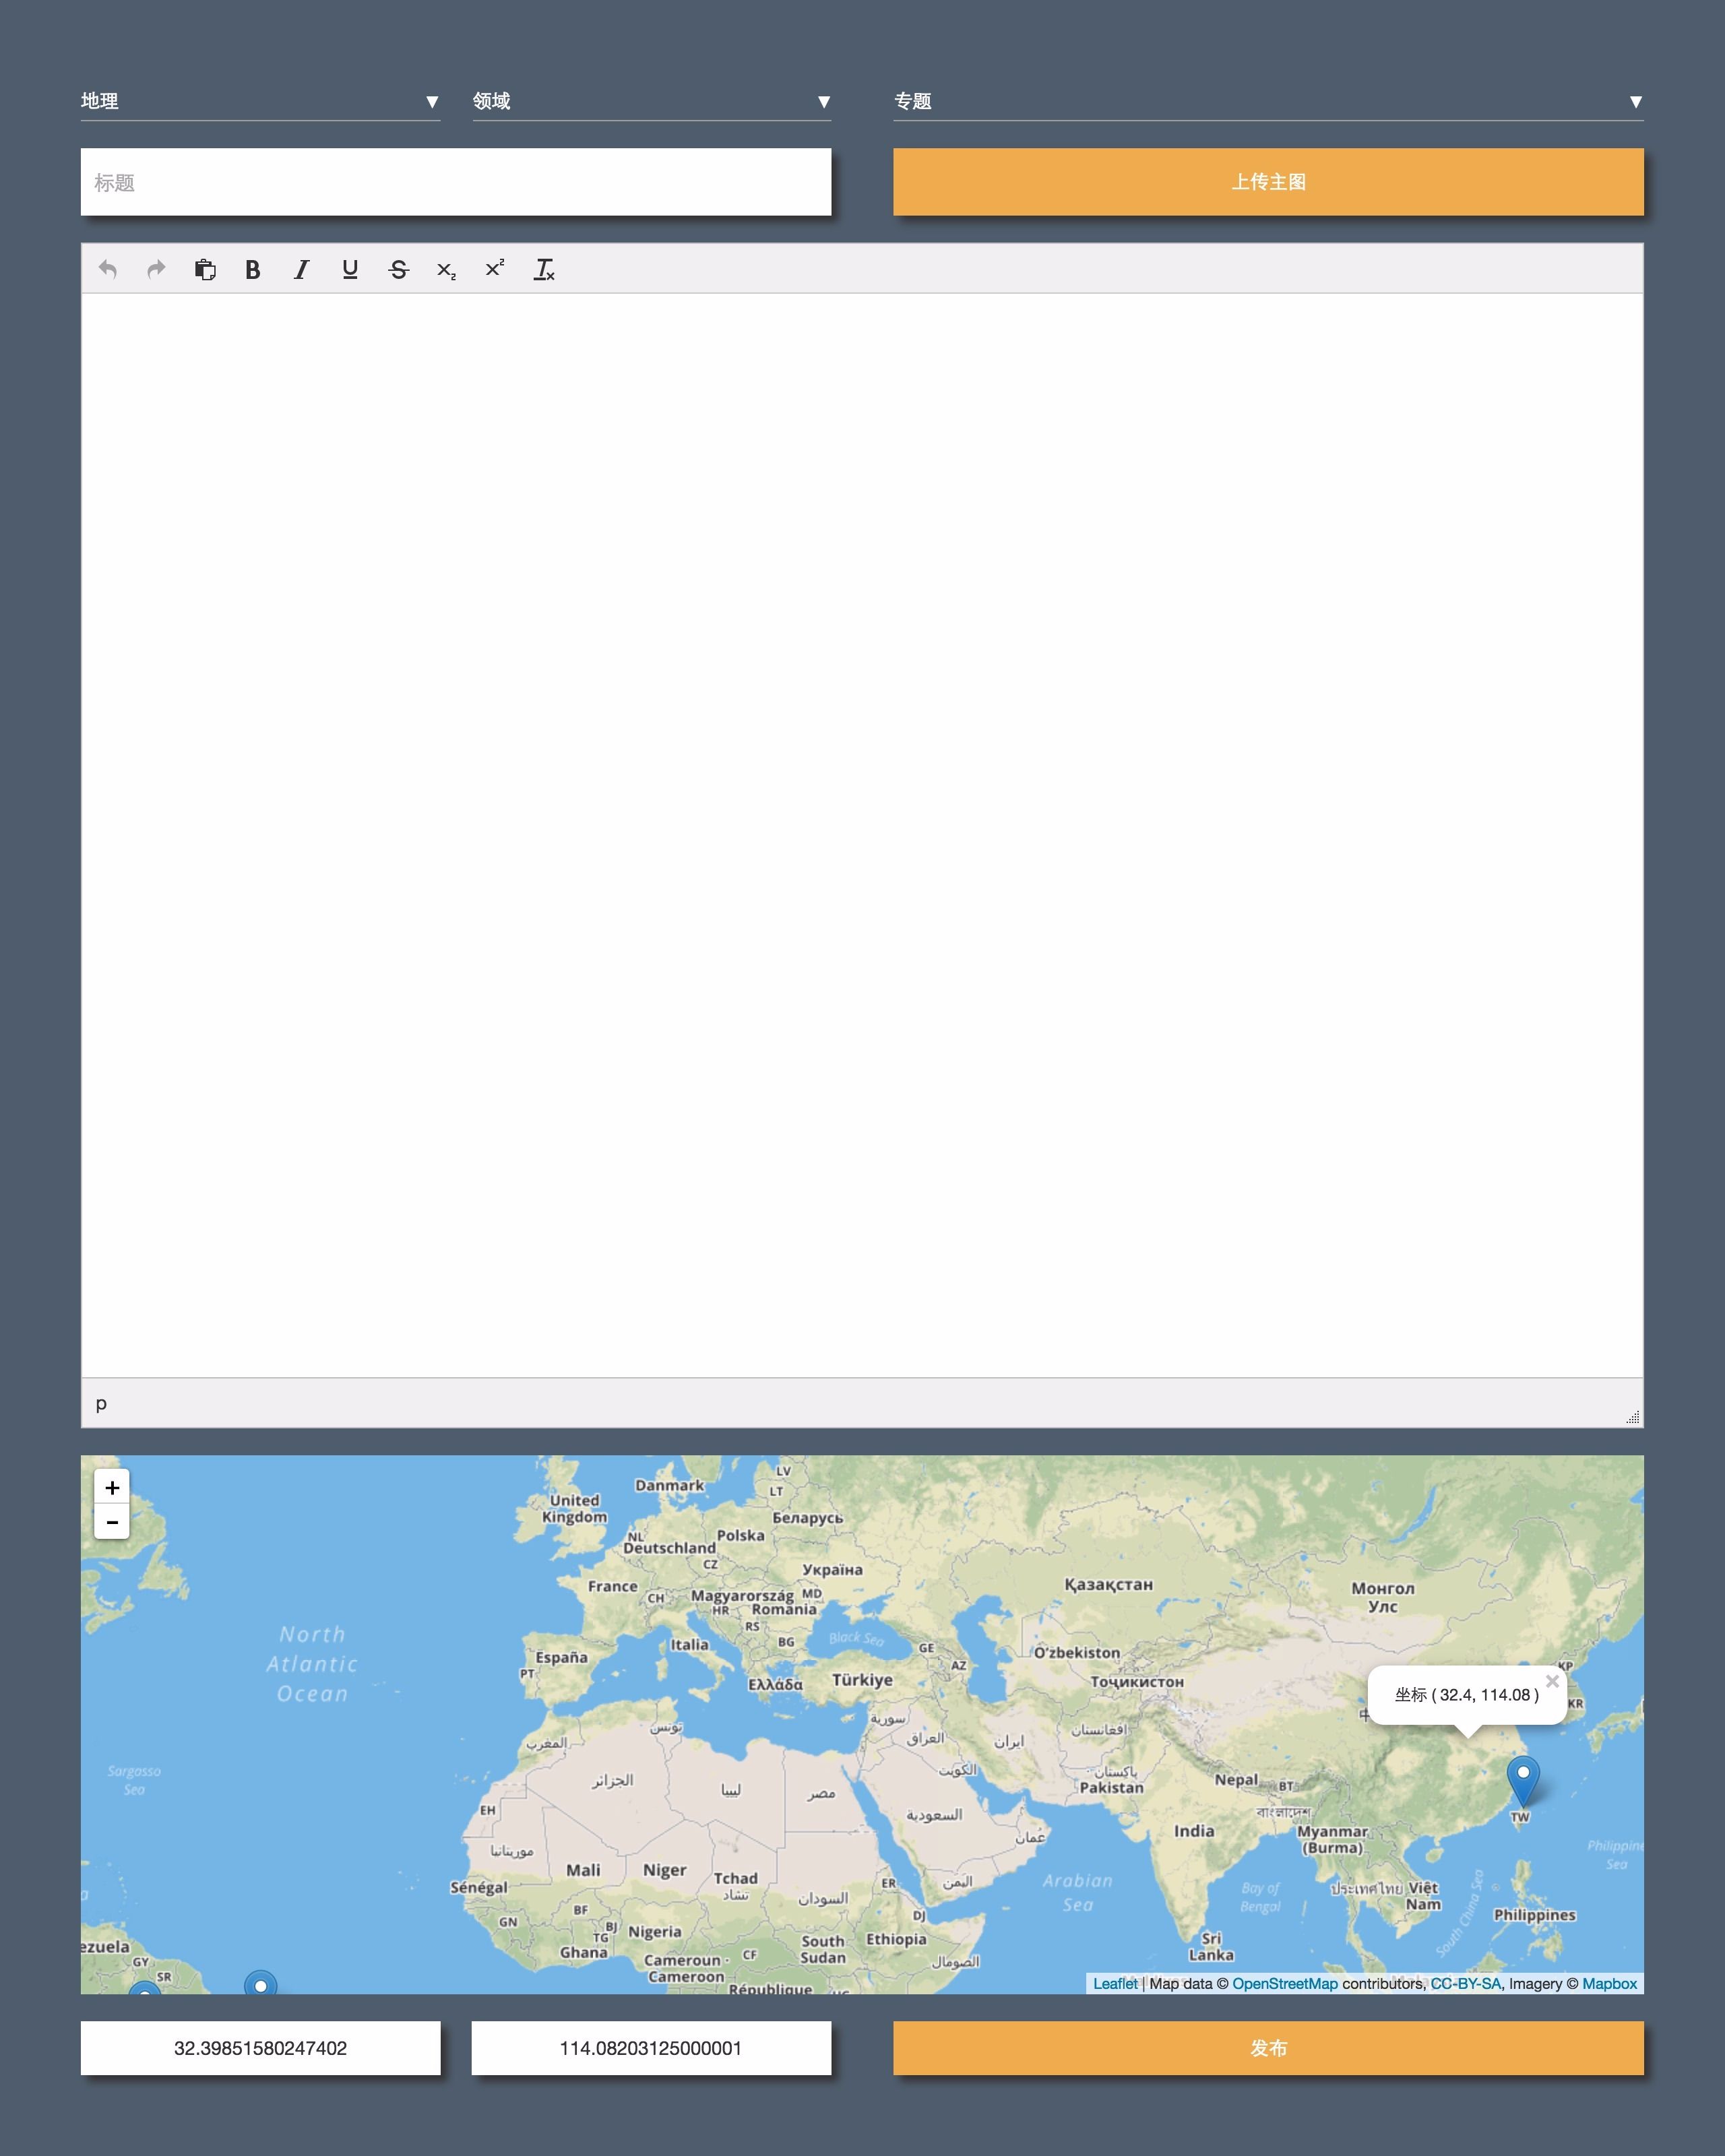 地理 ▼ 领域 ▼ 专题 ▼
标题 上传主图
B I U S x₂ x² Tx
p
+
-
Danmark
LV
LT
United
Kingdom
Беларусь
NL
Polska
Deutschland
CZ
Україна
France
CH
Magyarország
MD
HR
Romania
Қазақстан
Монгол
Улс
RS
North
Atlantic
Ocean
Italia
BG
Black Sea
GE
O'zbekiston
España
PT
AZ
KP
Ελλάδα
Türkiye
Тоҷикистон
坐标 ( 32.4, 114.08 )
×
KR
中
تونس
سورية
المغرب
العراق
ایران
افغانستان
Sargasso
Sea
الجزائر
ليبيا
مصر
الكويت
پاکستان
Pakistan
Nepal
BT
EH
السعودية
বাংলাদেশ
TW
موريتانيا
عمان
India
Myanmar
(Burma)
Philippine
Sea
Mali
Niger
Tchad
تشاد
Sénégal
السودان
ER
اليمن
Arabian
Sea
Bay of
Bengal
ประเทศไทย
Việt
Nam
South China Sea
Philippines
BF
GN
BJ
TG
Nigeria
DJ
Ghana
South
Sudan
Ethiopia
Sri
Lanka
ezuela
GY
SR
Cameroun -
Cameroon
CF
الصومال
République
Leaflet | Map data © OpenStreetMap contributors, CC-BY-SA, Imagery © Mapbox
32.39851580247402 114.08203125000001 发布